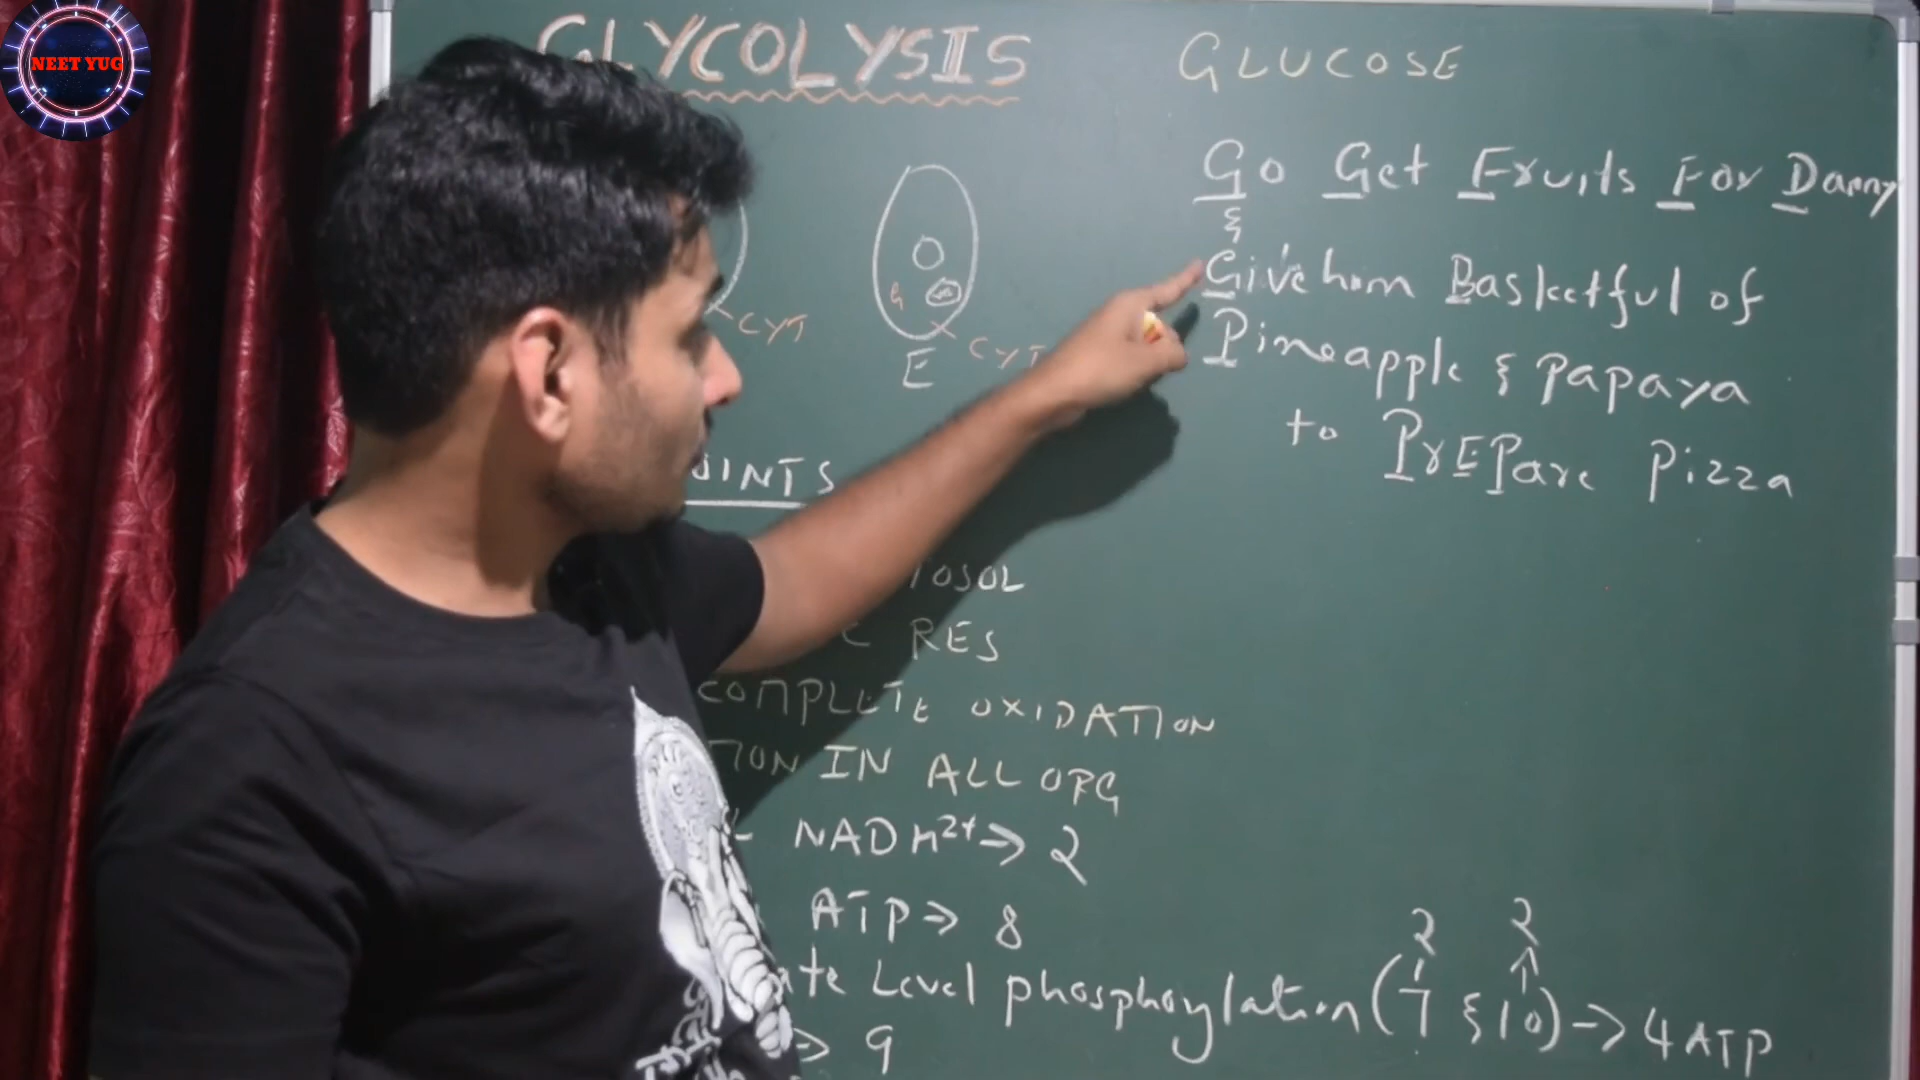 NEET YUG
GLYCOLYSIS
GLUCOSE
Go Get Fruits For Danny
&
Give him Basketful of
Pineapple & Papaya
to PrEPare Pizza
CYT
G
E
CYT
OINTS
TOSOL
C RES
COMPLETE OXIDATION
TION IN ALL ORG
NADH²⁺ → 2
ATP → 8
2 2
ate Level phosphoylation (7 & 10) → 4 ATP
→ 9